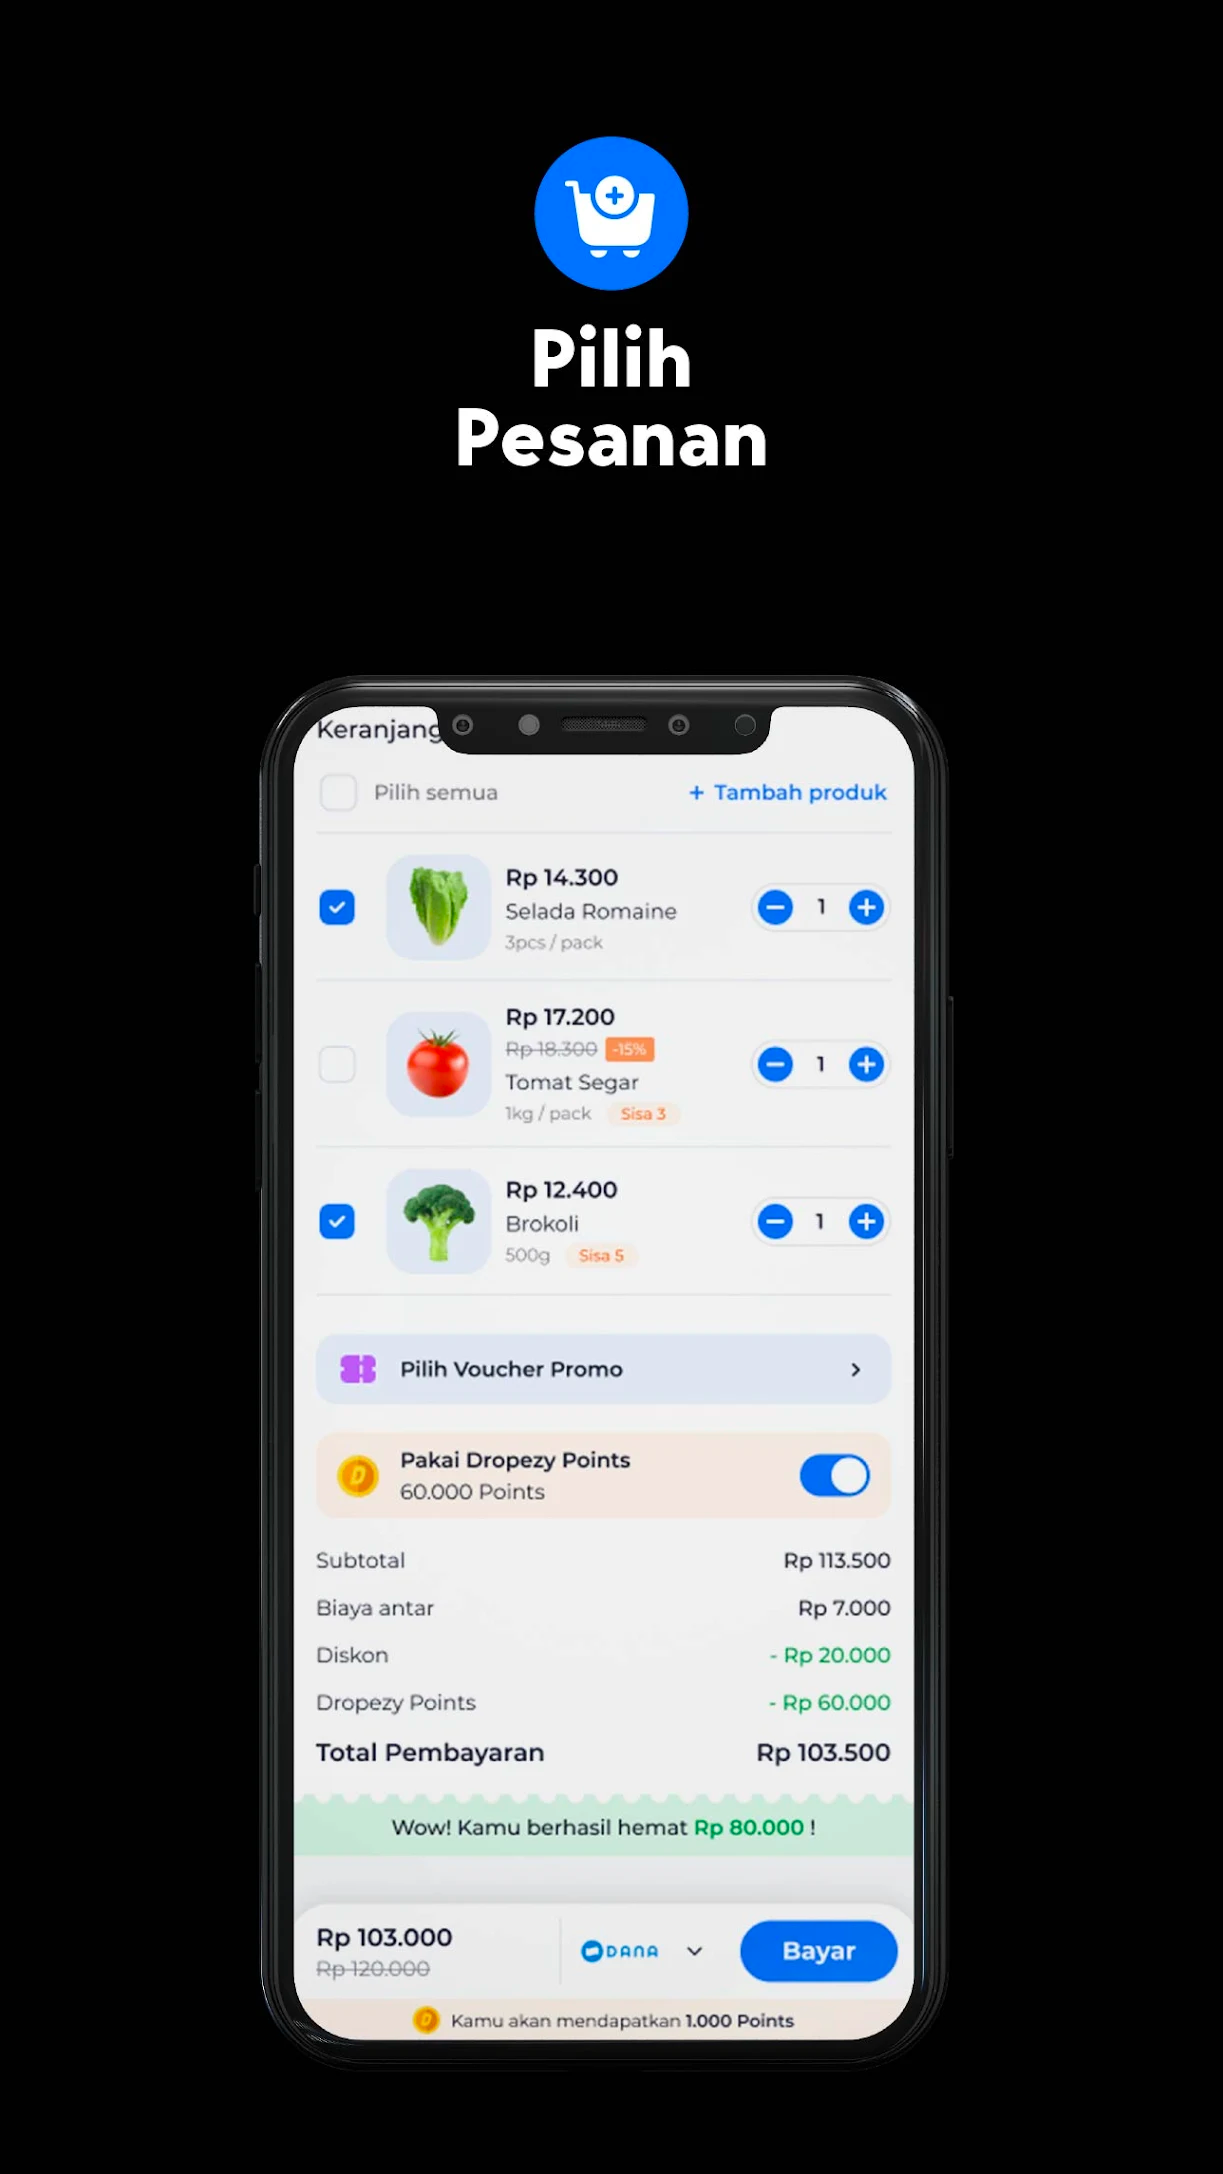 Pilih
Pesanan
Keranjang
Pilih semua
+ Tambah produk
Rp 14.300
Selada Romaine
3pcs / pack
1
Rp 17.200
Rp 18.300 -15%
Tomat Segar
1kg / pack Sisa 3
1
Rp 12.400
Brokoli
500g Sisa 5
1
Pilih Voucher Promo
Pakai Dropezy Points
60.000 Points
Subtotal Rp 113.500
Biaya antar Rp 7.000
Diskon - Rp 20.000
Dropezy Points - Rp 60.000
Total Pembayaran Rp 103.500
Wow! Kamu berhasil hemat Rp 80.000 !
Rp 103.000
Rp 120.000
DANA
Bayar
Kamu akan mendapatkan 1.000 Points